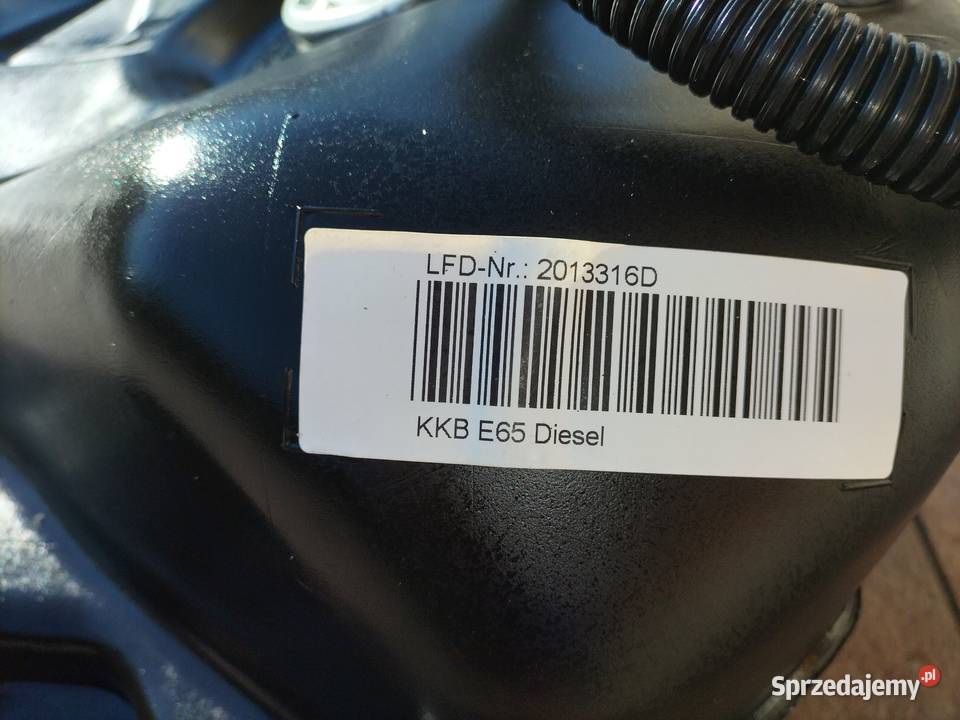 LFD-Nr.: 2013316D
KKB E65 Diesel
Sprzedajemy.pl